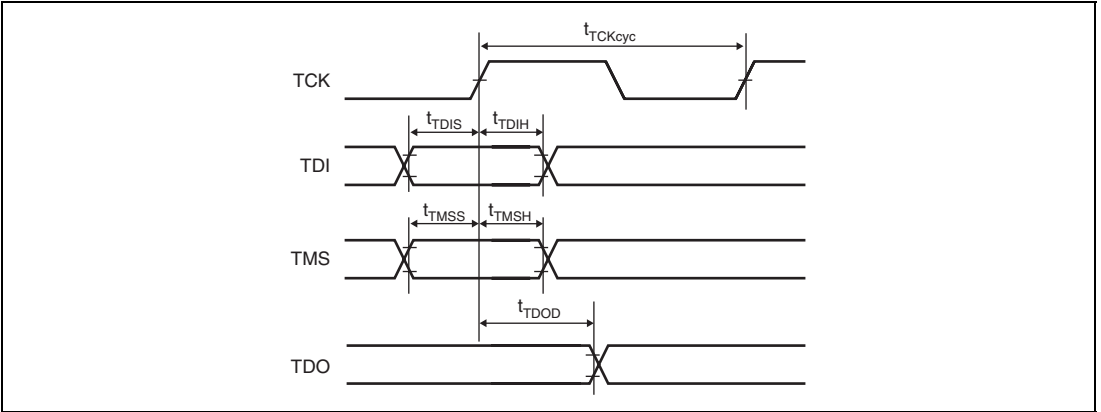 tTCKcyc
TCK
tTDIS tTDIH
TDI
tTMSS tTMSH
TMS
tTDOD
TDO